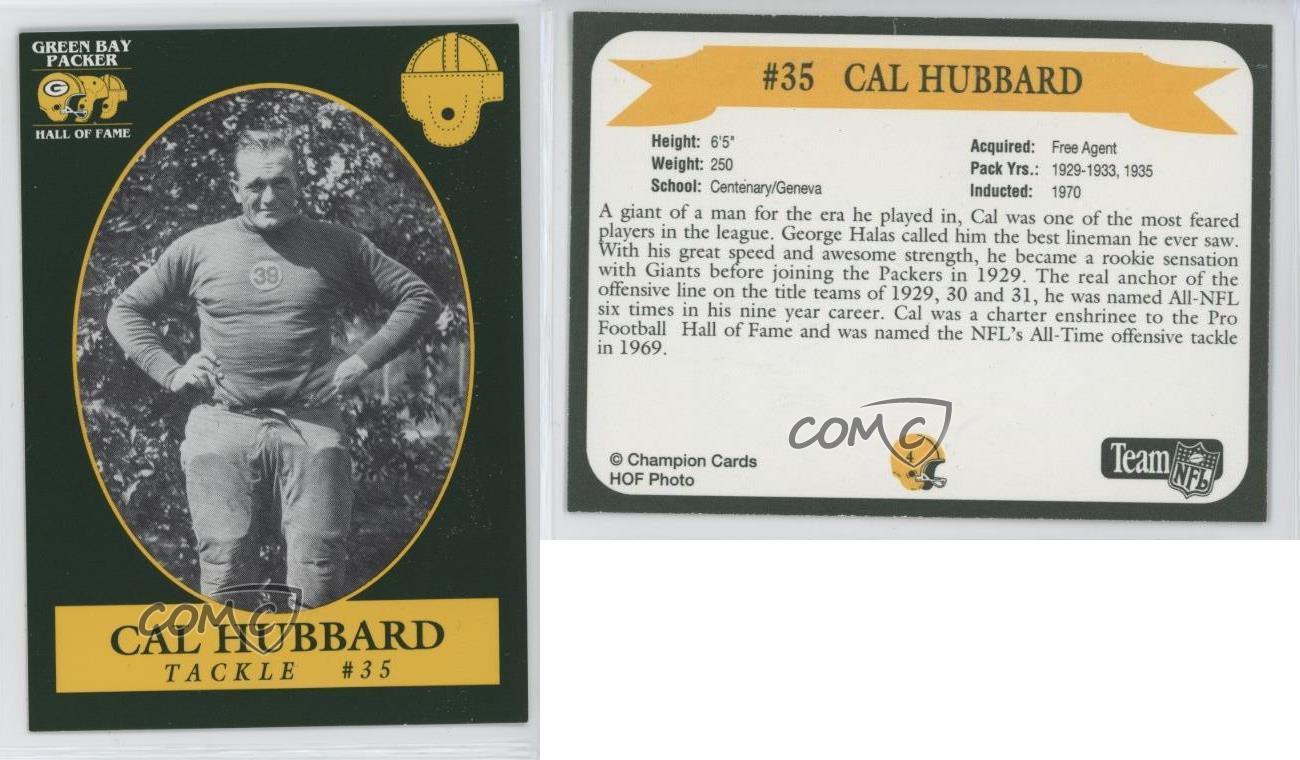 GREEN BAY
PACKER
G
HALL OF FAME
39
COMC
CAL HUBBARD
TACKLE #35
#35 CAL HUBBARD
Height: 6'5"
Weight: 250
School: Centenary/Geneva
Acquired: Free Agent
Pack Yrs.: 1929-1933, 1935
Inducted: 1970
A giant of a man for the era he played in, Cal was one of the most feared
players in the league. George Halas called him the best lineman he ever saw.
With his great speed and awesome strength, he became a rookie sensation
with Giants before joining the Packers in 1929. The real anchor of the
offensive line on the title teams of 1929, 30 and 31, he was named All-NFL
six times in his nine year career. Cal was a charter enshrinee to the Pro
Football Hall of Fame and was named the NFL's All-Time offensive tackle
in 1969.
COMC
4
© Champion Cards
HOF Photo
Team NFL